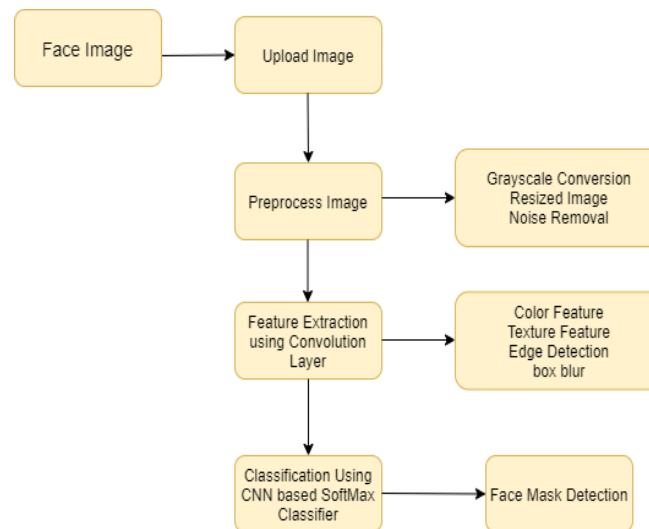 Face Image
Upload Image
Preprocess Image
Grayscale Conversion
Resized Image
Noise Removal
Feature Extraction
using Convolution
Layer
Color Feature
Texture Feature
Edge Detection
box blur
Classification Using
CNN based SoftMax
Classifier
Face Mask Detection